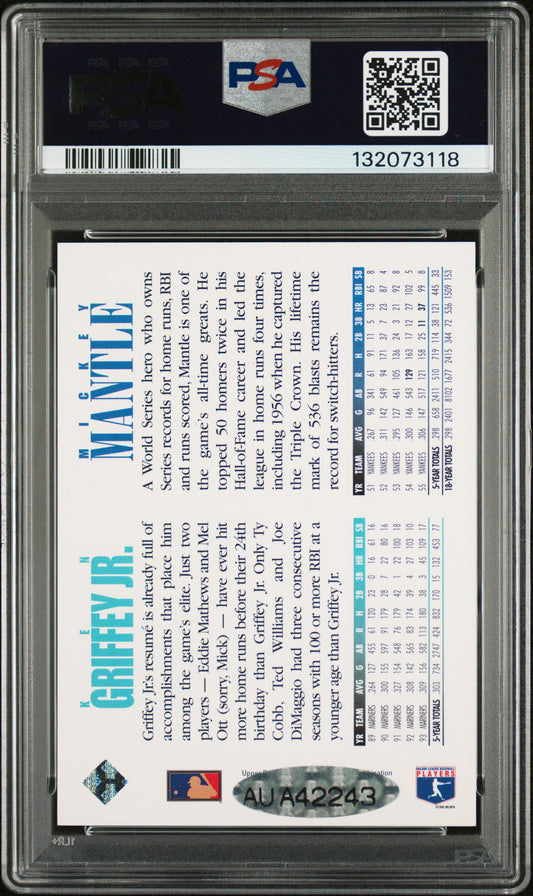 PSA
132073118
KEN
GRIFFEY JR.
Griffey Jr.'s resumé is already full of
accomplishments that place him
among the game's elite. Just two
players — Eddie Mathews and Mel
Ott (sorry, Mick) — have ever hit
more home runs before their 24th
birthday than Griffey Jr. Only Ty
Cobb, Ted Williams and Joe
DiMaggio had three consecutive
seasons with 100 or more RBI at a
younger age than Griffey Jr.
YR TEAM AVG G AB R H 2B 3B HR RBI SB
89 MARINERS 264 127 455 61 120 23 0 16 61 16
90 MARINERS 300 155 597 91 179 28 7 22 80 16
91 MARINERS 327 154 548 76 179 42 1 22 100 18
92 MARINERS 308 142 565 83 174 39 4 27 103 10
93 MARINERS 309 156 582 113 180 38 3 45 109 17
5-YEAR TOTALS 303 734 2747 424 832 170 15 132 453 77
MICKEY
MANTLE
A World Series hero who owns
Series records for home runs, RBI
and runs scored, Mantle is one of
the game's all-time greats. He
topped 50 homers twice in his
Hall-of-Fame career and led the
league in home runs four times,
including 1956 when he captured
the Triple Crown. His lifetime
mark of 536 blasts remains the
record for switch-hitters.
YR TEAM AVG G AB R H 2B 3B HR RBI SB
51 YANKEES 267 96 341 61 91 11 5 13 65 8
52 YANKEES 311 142 549 94 171 37 7 23 87 4
53 YANKEES 295 127 461 105 136 24 3 21 92 8
54 YANKEES 300 146 543 129 163 17 12 27 102 5
55 YANKEES 306 147 517 121 158 25 11 37 99 8
5-YEAR TOTALS 298 658 2411 510 719 114 38 121 445 33
18-YEAR TOTALS 298 2401 8102 1677 2415 344 72 536 1509 153
AUA42243
MAJOR LEAGUE BASEBALL
PLAYERS
PSA